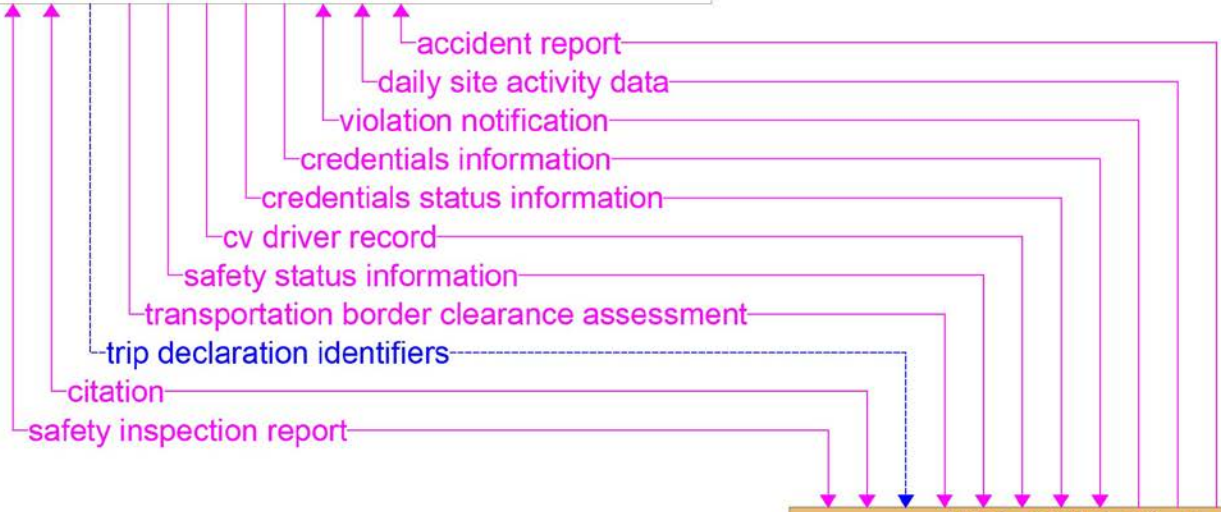 accident report
daily site activity data
violation notification
credentials information
credentials status information
cv driver record
safety status information
transportation border clearance assessment
trip declaration identifiers
citation
safety inspection report